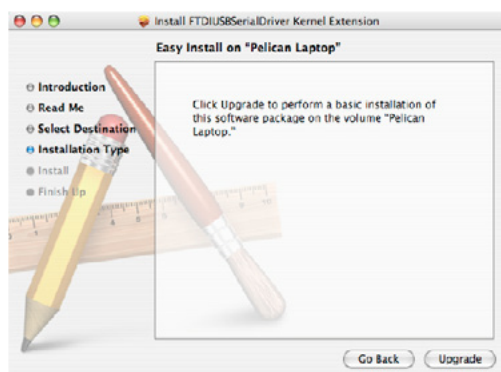 Install FTDIUSBSerialDriver Kernel Extension
Easy Install on "Pelican Laptop"
Introduction
Read Me
Select Destination
Installation Type
Install
Finish Up
Click Upgrade to perform a basic installation of
this software package on the volume "Pelican
Laptop."
Go Back
Upgrade